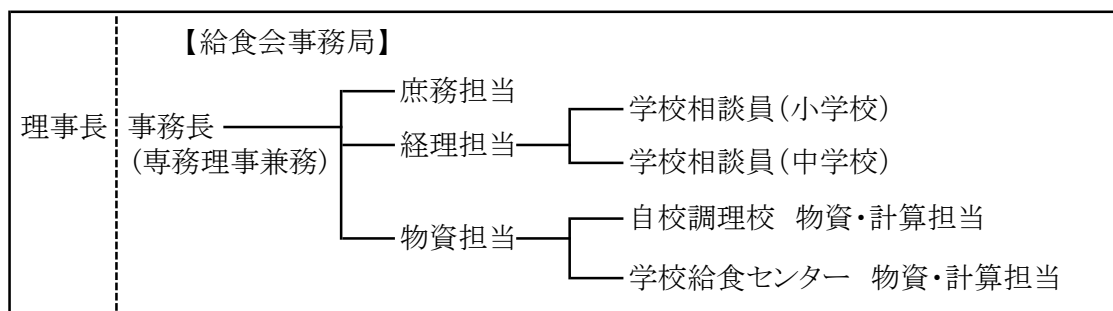 【給食会事務局】
理事長
事務長
(専務理事兼務)
庶務担当
経理担当
学校相談員(小学校)
学校相談員(中学校)
物資担当
自校調理校　物資・計算担当
学校給食センター　物資・計算担当